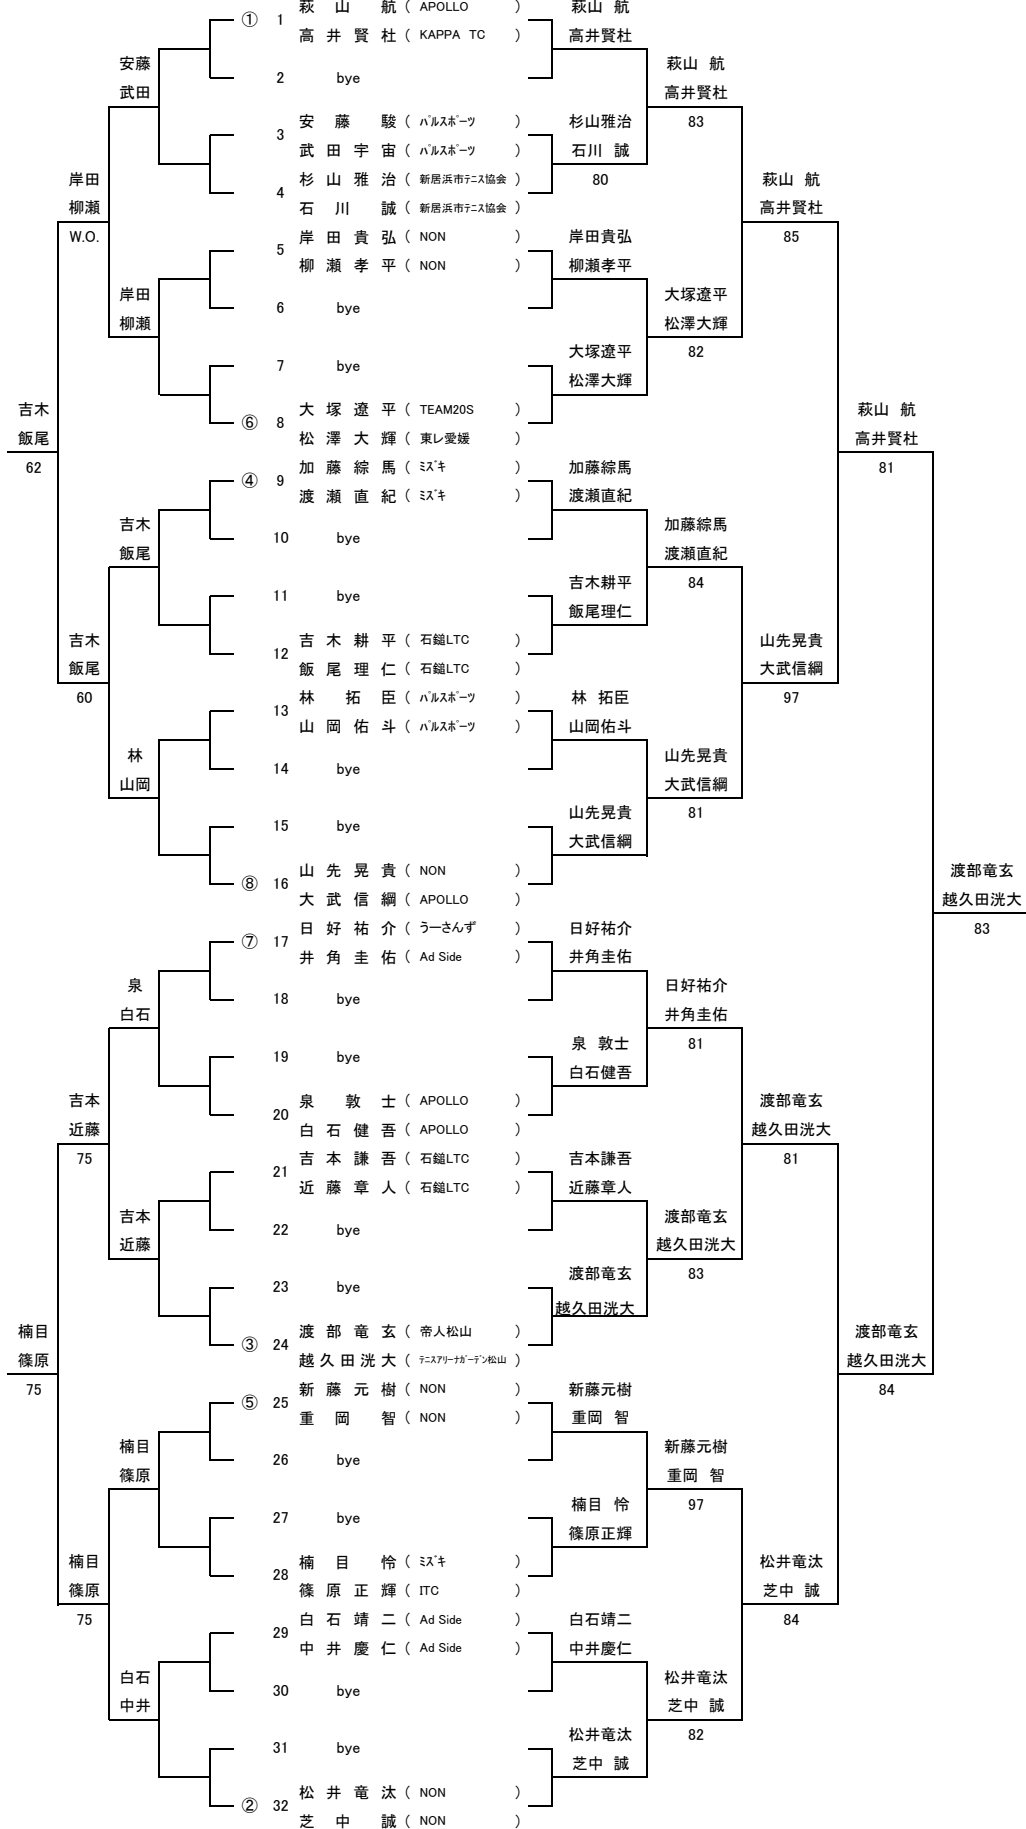 ① 1 萩山 航 ( APOLLO )
高井賢杜 ( KAPPA TC )
2 bye
3 安藤 駿 ( パルスポーツ )
武田宇宙 ( パルスポーツ )
4 杉山雅治 ( 新居浜市テニス協会 )
石川 誠 ( 新居浜市テニス協会 )
5 岸田貴弘 ( NON )
柳瀬孝平 ( NON )
6 bye
7 bye
⑥ 8 大塚遼平 ( TEAM20S )
松澤大輝 ( 東レ愛媛 )
④ 9 加藤綜馬 ( ミズキ )
渡瀬直紀 ( ミズキ )
10 bye
11 bye
12 吉木耕平 ( 石鎚LTC )
飯尾理仁 ( 石鎚LTC )
13 林 拓臣 ( パルスポーツ )
山岡佑斗 ( パルスポーツ )
14 bye
15 bye
⑧ 16 山先晃貴 ( NON )
大武信綱 ( APOLLO )
⑦ 17 日好祐介 ( うーさんず )
井角圭佑 ( Ad Side )
18 bye
19 bye
20 泉 敦士 ( APOLLO )
白石健吾 ( APOLLO )
21 吉本謙吾 ( 石鎚LTC )
近藤章人 ( 石鎚LTC )
22 bye
23 bye
③ 24 渡部竜玄 ( 帝人松山 )
越久田洸大 ( テニスアリーナガーデン松山 )
⑤ 25 新藤元樹 ( NON )
重岡 智 ( NON )
26 bye
27 bye
28 楠目 怜 ( ミズキ )
篠原正輝 ( ITC )
29 白石靖二 ( Ad Side )
中井慶仁 ( Ad Side )
30 bye
31 bye
② 32 松井竜汰 ( NON )
芝中 誠 ( NON )
萩山 航
高井賢杜
杉山雅治
石川 誠
80
岸田貴弘
柳瀬孝平
大塚遼平
松澤大輝
加藤綜馬
渡瀬直紀
吉木耕平
飯尾理仁
林 拓臣
山岡佑斗
山先晃貴
大武信綱
日好祐介
井角圭佑
泉 敦士
白石健吾
吉本謙吾
近藤章人
渡部竜玄
越久田洸大
新藤元樹
重岡 智
楠目 怜
篠原正輝
白石靖二
中井慶仁
松井竜汰
芝中 誠
萩山 航
高井賢杜
83
大塚遼平
松澤大輝
82
加藤綜馬
渡瀬直紀
84
山先晃貴
大武信綱
81
日好祐介
井角圭佑
81
渡部竜玄
越久田洸大
83
新藤元樹
重岡 智
97
松井竜汰
芝中 誠
82
萩山 航
高井賢杜
85
山先晃貴
大武信綱
97
渡部竜玄
越久田洸大
81
松井竜汰
芝中 誠
84
萩山 航
高井賢杜
81
渡部竜玄
越久田洸大
84
渡部竜玄
越久田洸大
83
安藤
武田
岸田
柳瀬
吉木
飯尾
林
山岡
泉
白石
吉本
近藤
楠目
篠原
白石
中井
岸田
柳瀬
W.O.
吉木
飯尾
60
吉本
近藤
75
楠目
篠原
75
吉木
飯尾
62
楠目
篠原
75